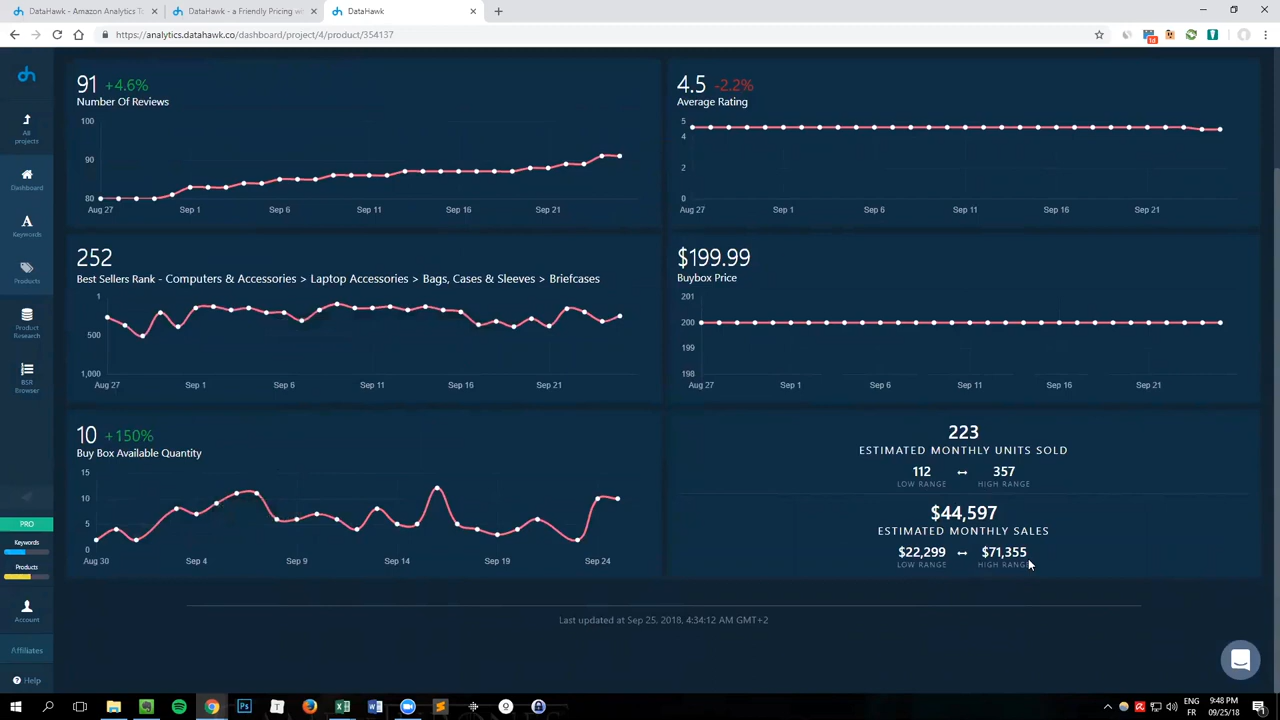 DataHawk - Amazon Analytics To
DataHawk - a Friendly Pricing wi
DataHawk
https://analytics.datahawk.co/dashboard/project/4/product/354137
1d
dh
All projects
Dashboard
Keywords
Products
Product Research
BSR Browser
PRO
Keywords
Products
Account
Affiliates
Help
91 +4.6%
Number Of Reviews
100
90
80
Aug 27 Sep 1 Sep 6 Sep 11 Sep 16 Sep 21
4.5 -2.2%
Average Rating
5
4
2
0
Aug 27 Sep 1 Sep 6 Sep 11 Sep 16 Sep 21
252
Best Sellers Rank - Computers & Accessories > Laptop Accessories > Bags, Cases & Sleeves > Briefcases
1
500
1,000
Aug 27 Sep 1 Sep 6 Sep 11 Sep 16 Sep 21
$199.99
Buybox Price
201
200
199
198
Aug 27 Sep 1 Sep 6 Sep 11 Sep 16 Sep 21
10 +150%
Buy Box Available Quantity
15
10
5
0
Aug 30 Sep 4 Sep 9 Sep 14 Sep 19 Sep 24
223
ESTIMATED MONTHLY UNITS SOLD
112 ↔ 357
LOW RANGE HIGH RANGE
$44,597
ESTIMATED MONTHLY SALES
$22,299 ↔ $71,355
LOW RANGE HIGH RANGE
Last updated at Sep 25, 2018, 4:34:12 AM GMT+2
ENG 9:48 PM
FR 09/25/18